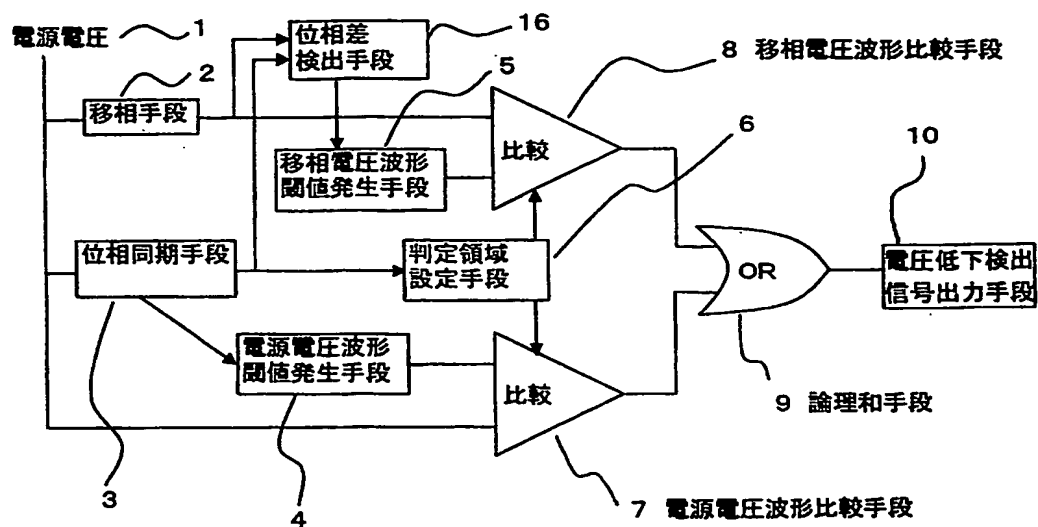 電源電圧 1
2
移相手段
位相差
検出手段
16
5
移相電圧波形
閾値発生手段
8 移相電圧波形比較手段
比較
6
位相同期手段
3
判定領域
設定手段
電源電圧波形
閾値発生手段
4
比較
7 電源電圧波形比較手段
OR
9 論理和手段
10
電圧低下検出
信号出力手段